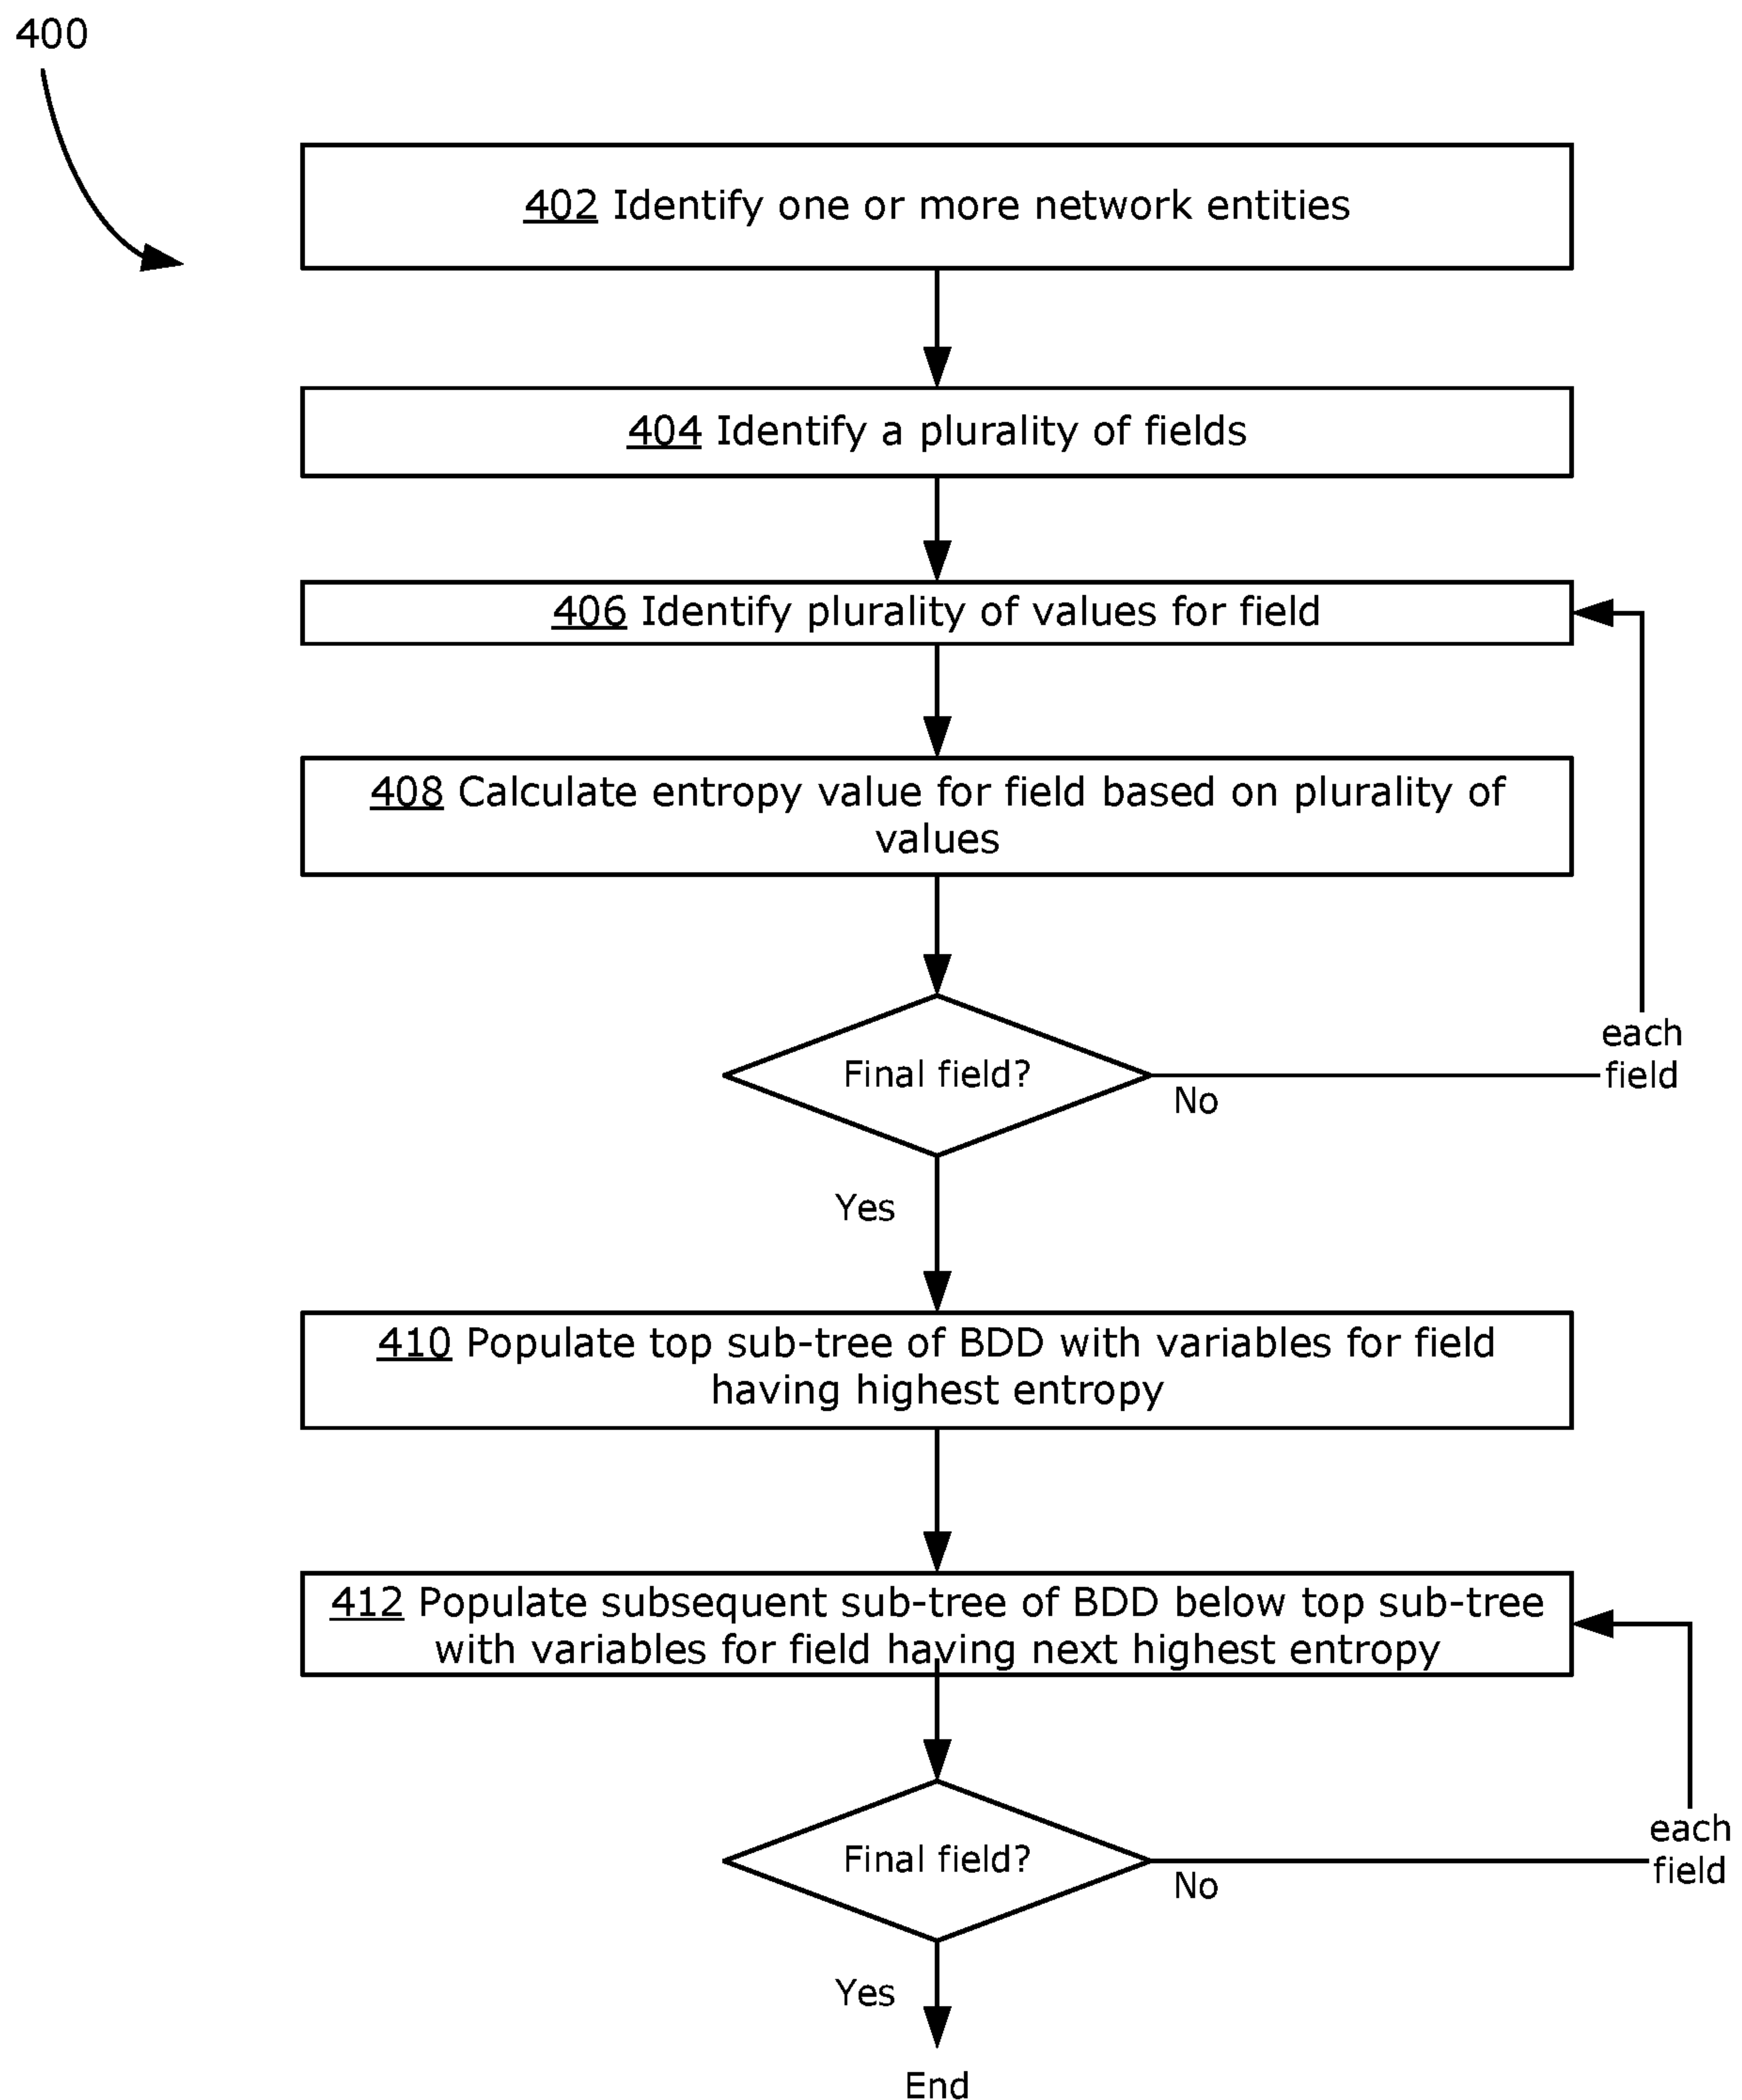 400
402 Identify one or more network entities
404 Identify a plurality of fields
406 Identify plurality of values for field
408 Calculate entropy value for field based on plurality of
values
each
field
Final field?
No
Yes
410 Populate top sub-tree of BDD with variables for field
having highest entropy
412 Populate subsequent sub-tree of BDD below top sub-tree
with variables for field having next highest entropy
each
field
Final field?
No
Yes
End